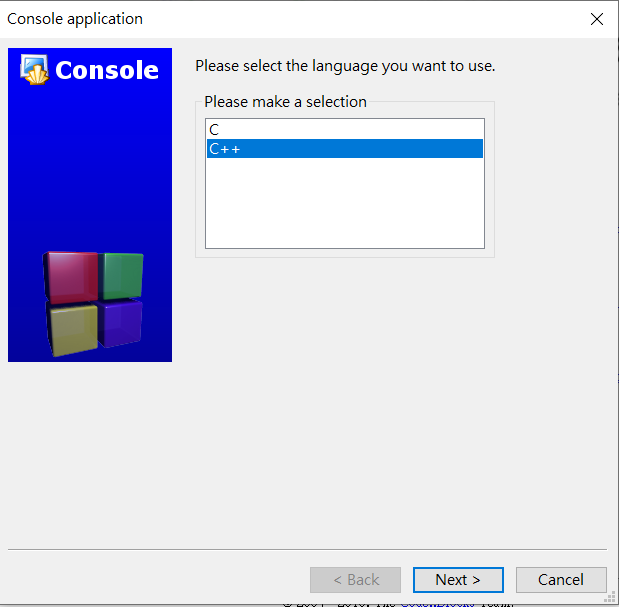 Console application
Console
Please select the language you want to use.
Please make a selection
C
C++
< Back
Next >
Cancel